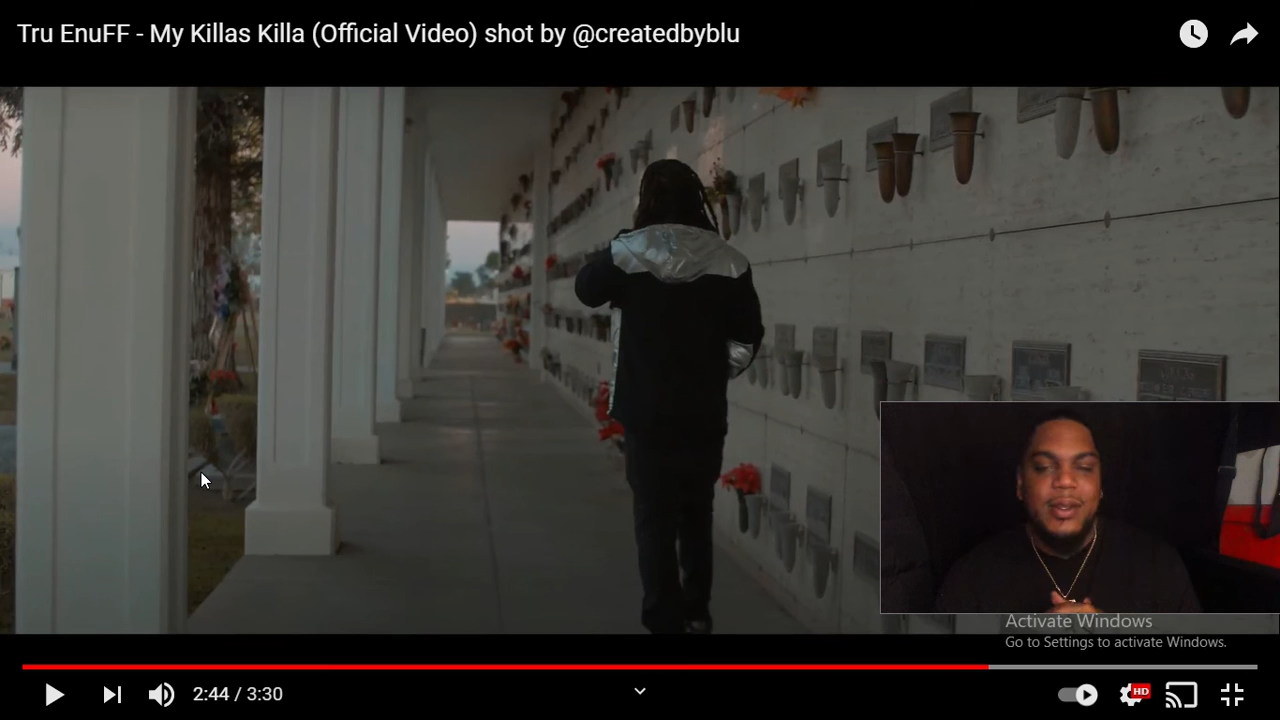 Tru EnuFF - My Killas Killa (Official Video) shot by @createdbyblu
Activate Windows
Go to Settings to activate Windows.
HD
2:44 / 3:30